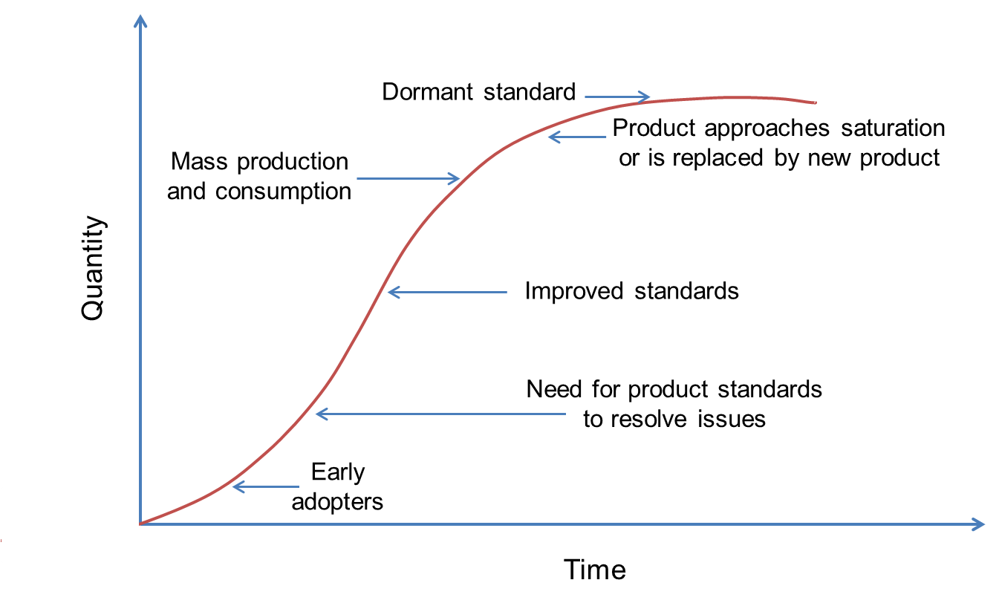 Dormant standard
Product approaches saturation
or is replaced by new product
Mass production
and consumption
Quantity
Improved standards
Need for product standards
to resolve issues
Early
adopters
Time